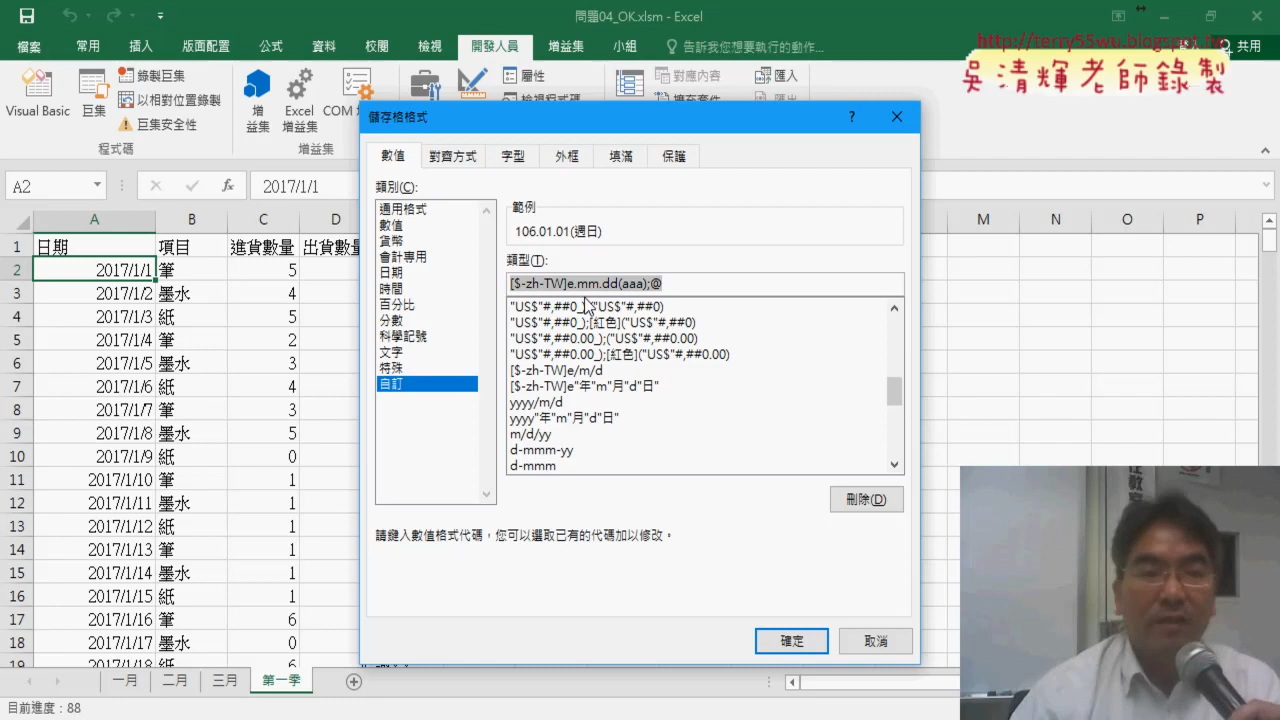 問題04_OK.xlsm - Excel
檔案 常用 插入 版面配置 公式 資料 校閱 檢視 開發人員 增益集 小組 告訴我您想要執行的動作... 共用
http://terry55wu.blogspot.tw
吳清輝老師錄製
Visual Basic 巨集 錄製巨集 以相對位置錄製 巨集安全性 程式碼
增益集 Excel 增益集 COM 增益集
屬性 檢視程式碼 對應內容 擴充套件 匯入 匯出
A2 fx 2017/1/1
A B C D M N O P
1 日期 項目 進貨數量 出貨數量
2 2017/1/1 筆 5
3 2017/1/2 墨水 4
4 2017/1/3 紙 5
5 2017/1/4 筆 2
6 2017/1/5 墨水 3
7 2017/1/6 紙 4
8 2017/1/7 筆 3
9 2017/1/8 墨水 5
10 2017/1/9 紙 0
11 2017/1/10 筆 1
12 2017/1/11 墨水 1
13 2017/1/12 紙 1
14 2017/1/13 筆 1
15 2017/1/14 墨水 1
16 2017/1/15 紙 1
17 2017/1/16 筆 6
18 2017/1/17 墨水 0
19 2017/1/18 紙 6
儲存格格式 ?
數值 對齊方式 字型 外框 填滿 保護
類別(C):
通用格式
數值
貨幣
會計專用
日期
時間
百分比
分數
科學記號
文字
特殊
自訂
範例
106.01.01(週日)
類型(T):
[$-zh-TW]e.mm.dd(aaa);@
"US$"#,##0_);("US$"#,##0)
"US$"#,##0_);[紅色]("US$"#,##0)
"US$"#,##0.00_);("US$"#,##0.00)
"US$"#,##0.00_);[紅色]("US$"#,##0.00)
[$-zh-TW]e/m/d
[$-zh-TW]e"年"m"月"d"日"
yyyy/m/d
yyyy"年"m"月"d"日"
m/d/yy
d-mmm-yy
d-mmm
刪除(D)
請鍵入數值格式代碼，您可以選取已有的代碼加以修改。
確定 取消
一月 二月 三月 第一季
目前進度：88